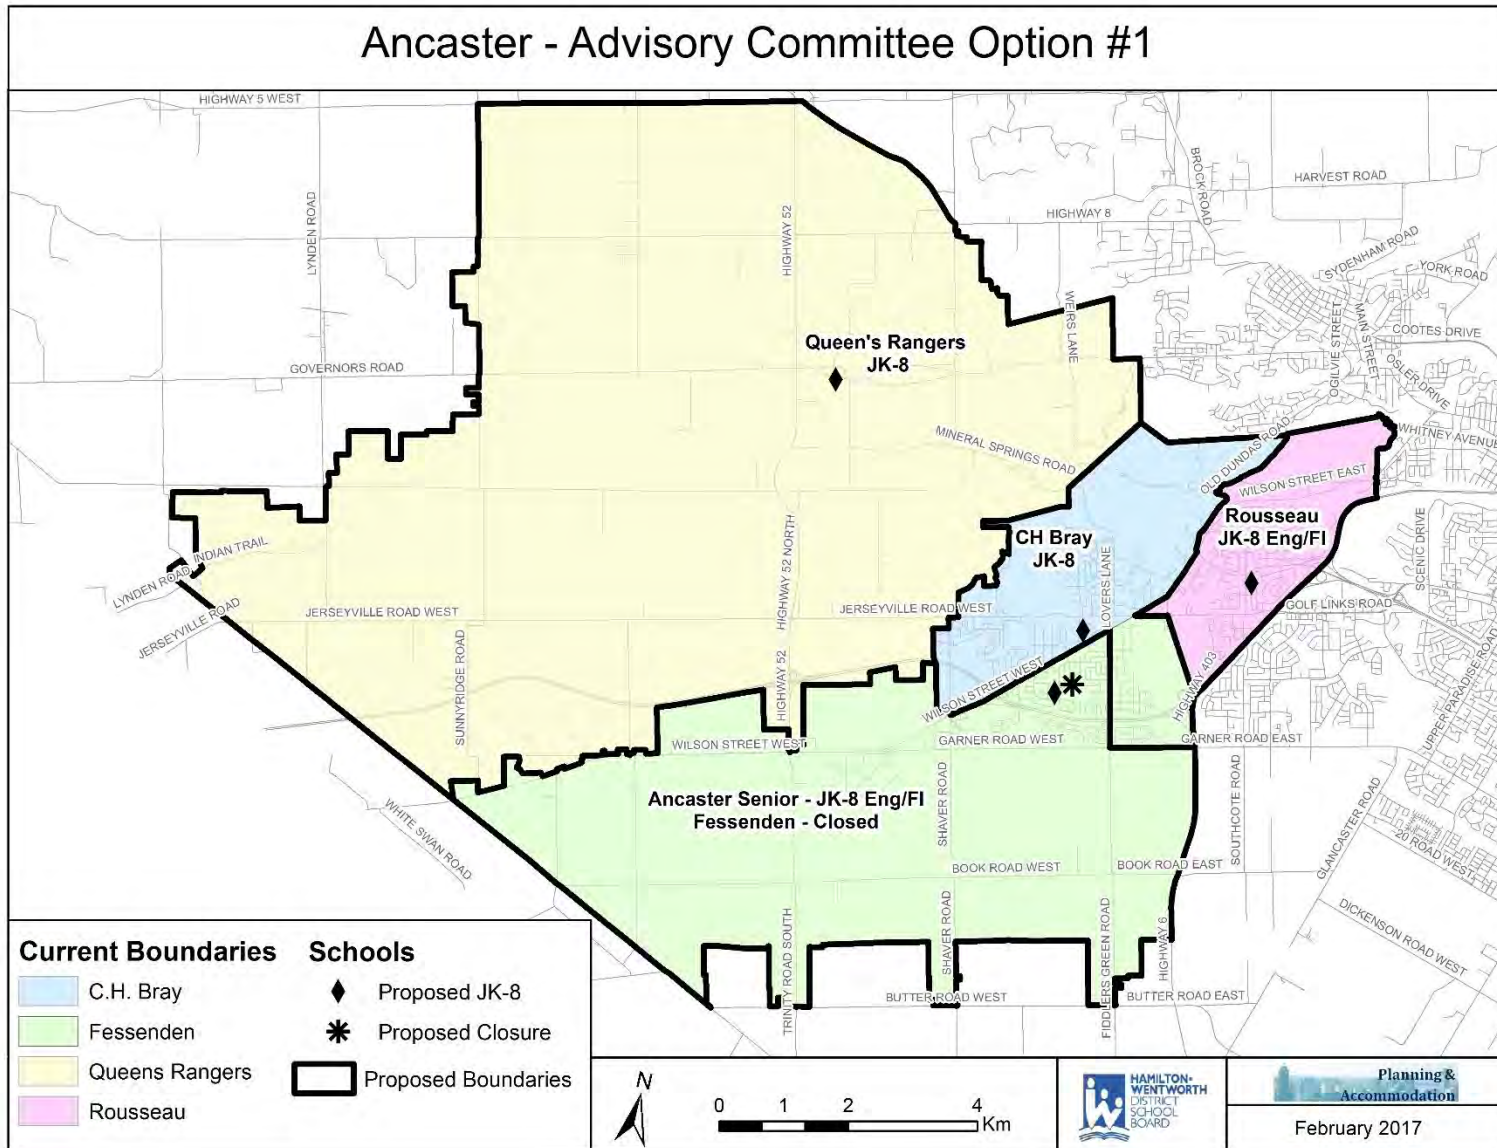 Ancaster - Advisory Committee Option #1
HIGHWAY 5 WEST
LYNDEN ROAD
HIGHWAY 52
BROCK ROAD
HARVEST ROAD
HIGHWAY 8
SYDENHAM ROAD
YORK ROAD
WEIRS LANE
OGILVIE STREET
MAIN STREET
COOTES DRIVE
OSLER DRIVE
GOVERNORS ROAD
Queen's Rangers
JK-8
MINERAL SPRINGS ROAD
OLD DUNDAS ROAD
WHITNEY AVENUE
WILSON STREET EAST
Rousseau
JK-8 Eng/FI
CH Bray
JK-8
SCENIC DRIVE
LOVERS LANE
INDIAN TRAIL
LYNDEN ROAD
JERSEYVILLE ROAD
JERSEYVILLE ROAD WEST
HIGHWAY 52 NORTH
JERSEYVILLE ROAD WEST
GOLF LINKS ROAD
SUNNYRIDGE ROAD
HIGHWAY 52
WILSON STREET WEST
HIGHWAY 403
UPPER PARADISE ROAD
WILSON STREET WEST
GARNER ROAD WEST
GARNER ROAD EAST
Ancaster Senior - JK-8 Eng/FI
Fessenden - Closed
SHAVER ROAD
SOUTHCOTE ROAD
GLANCASTER ROAD
20 ROAD WEST
WHITE SWAN ROAD
BOOK ROAD WEST
BOOK ROAD EAST
DICKENSON ROAD WEST
TRINITY ROAD SOUTH
SHAVER ROAD
FIDDLERS GREEN ROAD
HIGHWAY 6
BUTTER ROAD WEST
BUTTER ROAD EAST
Current Boundaries
C.H. Bray
Fessenden
Queens Rangers
Rousseau
Schools
Proposed JK-8
Proposed Closure
Proposed Boundaries
N
0 1 2 4
Km
HAMILTON-
WENTWORTH
DISTRICT
SCHOOL
BOARD
Planning &
Accommodation
February 2017